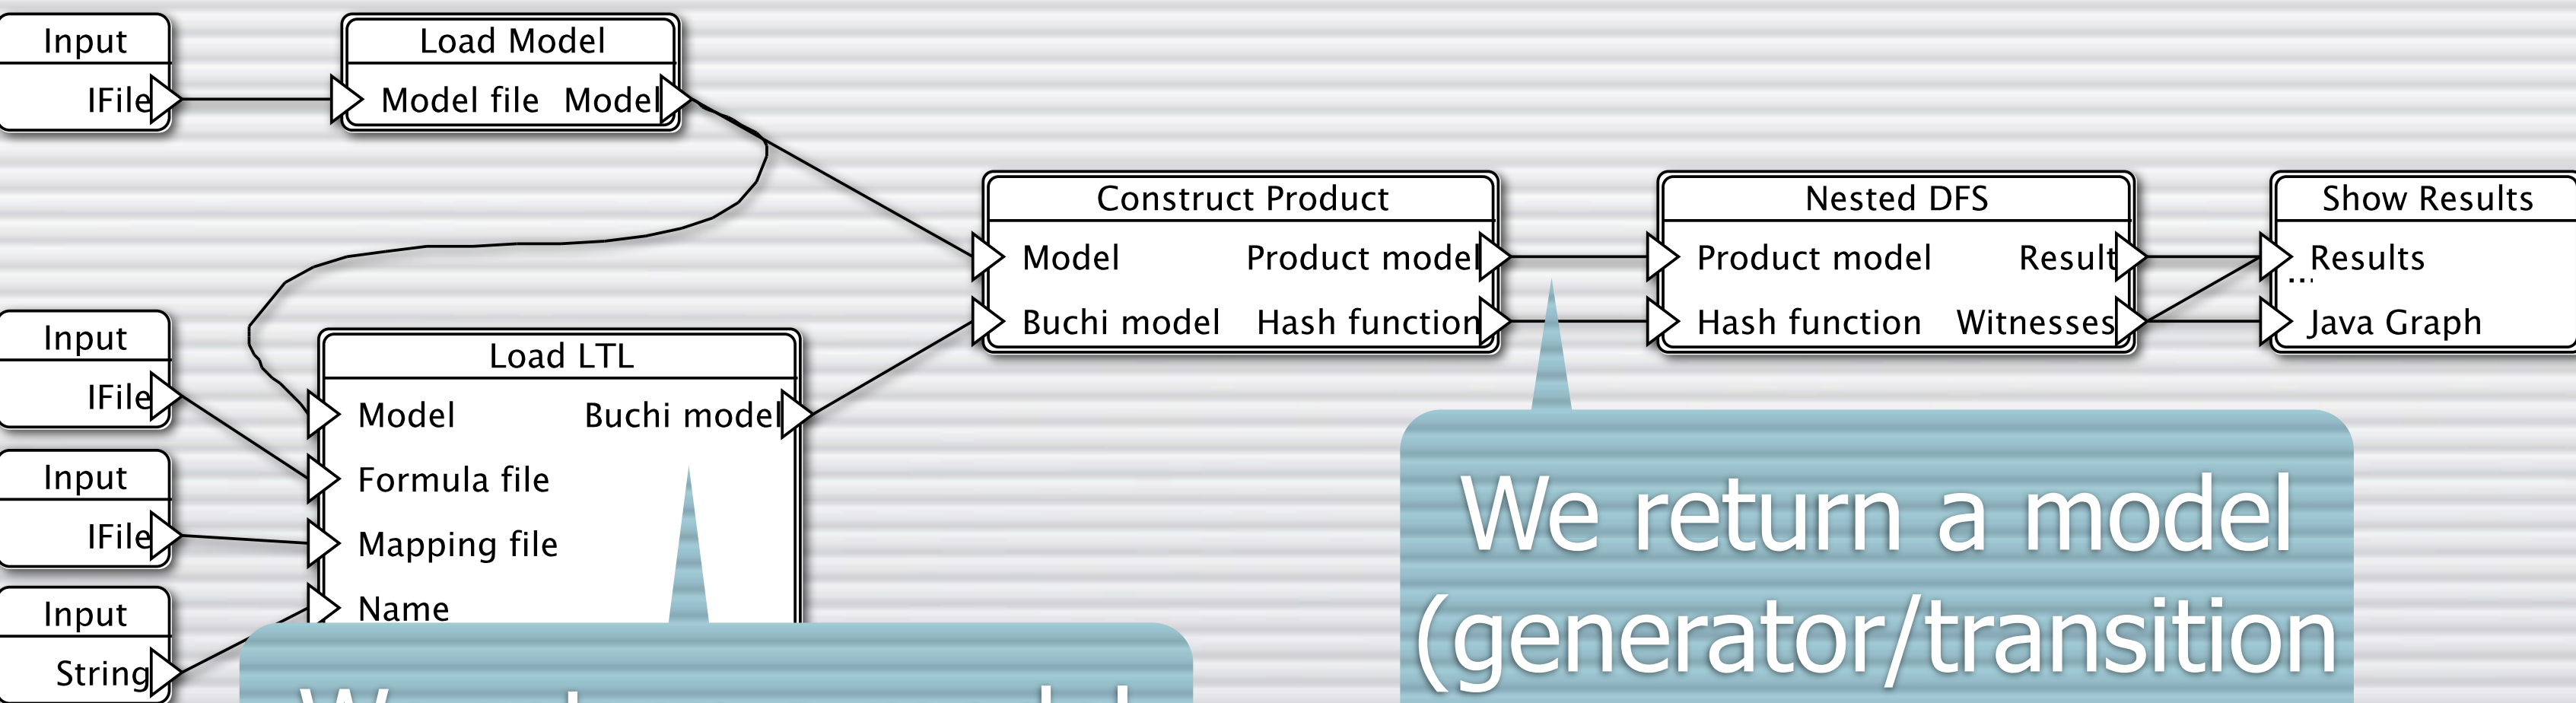 Input
IFile
Load Model
Model file Model
Construct Product
Model Product model
Buchi model Hash function
Nested DFS
Product model Result
Hash function Witnesses
Show Results
Results
...
Java Graph
Input
IFile
Input
IFile
Input
String
Load LTL
Model Buchi model
Formula file
Mapping file
Name
We return a model
(generator/transition